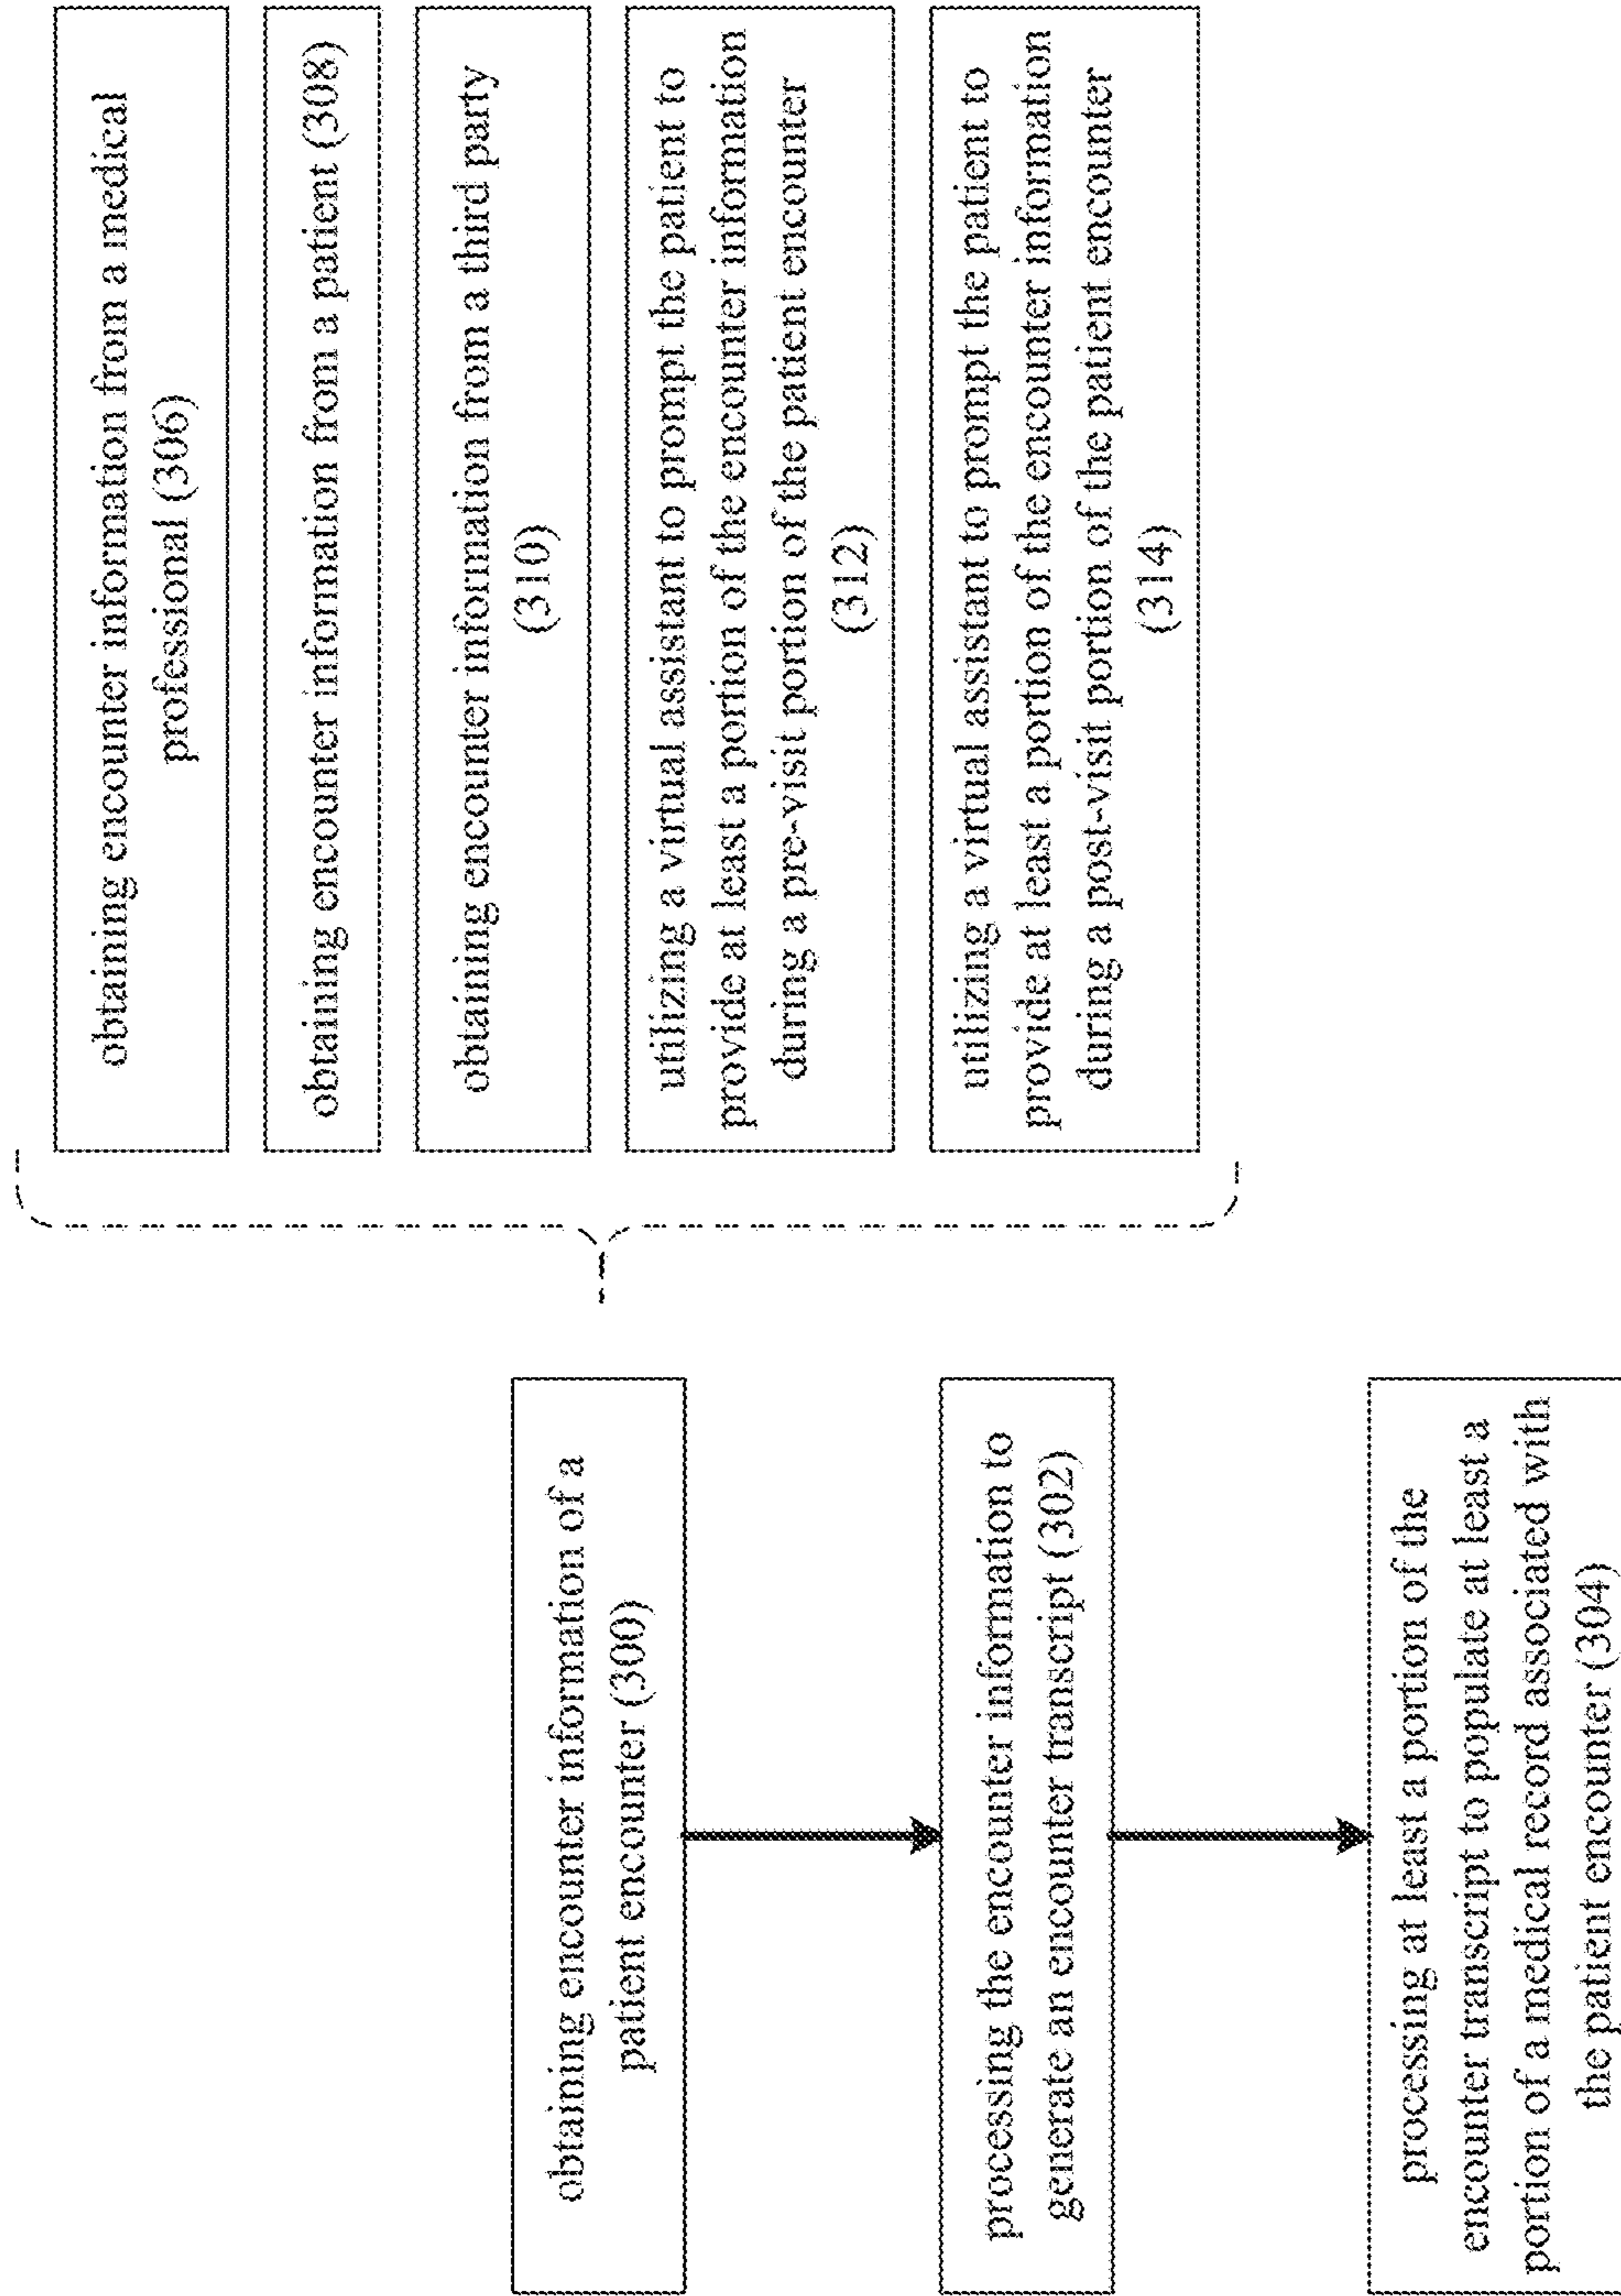 obtaining encounter information of a
patient encounter (300)
processing the encounter information to
generate an encounter transcript (302)
processing at least a portion of the
encounter transcript to populate at least a
portion of a medical record associated with
the patient encounter (304)
obtaining encounter information from a medical
professional (306)
obtaining encounter information from a patient (308)
obtaining encounter information from a third party
(310)
utilizing a virtual assistant to prompt the patient to
provide at least a portion of the encounter information
during a pre-visit portion of the patient encounter
(312)
utilizing a virtual assistant to prompt the patient to
provide at least a portion of the encounter information
during a post-visit portion of the patient encounter
(314)